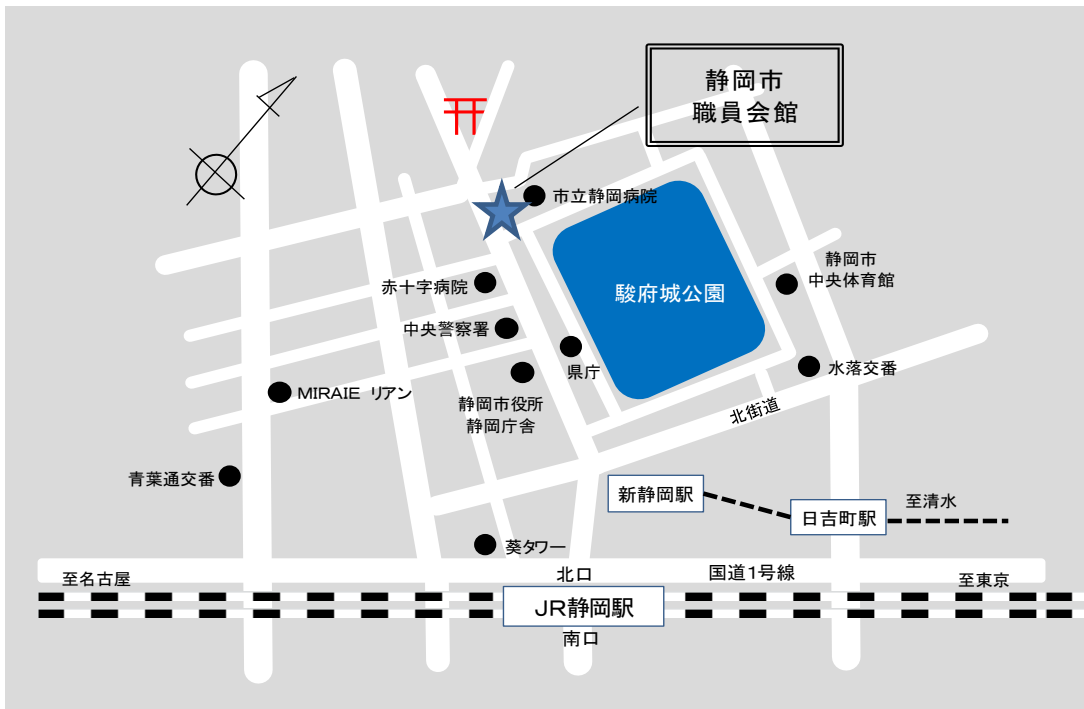 静岡市
職員会館
市立静岡病院
静岡市
中央体育館
赤十字病院
駿府城公園
中央警察署
県庁
水落交番
MIRAIE リアン
静岡市役所
静岡庁舎
北街道
青葉通交番
新静岡駅
日吉町駅
至清水
葵タワー
北口
国道1号線
至名古屋
至東京
JR静岡駅
南口